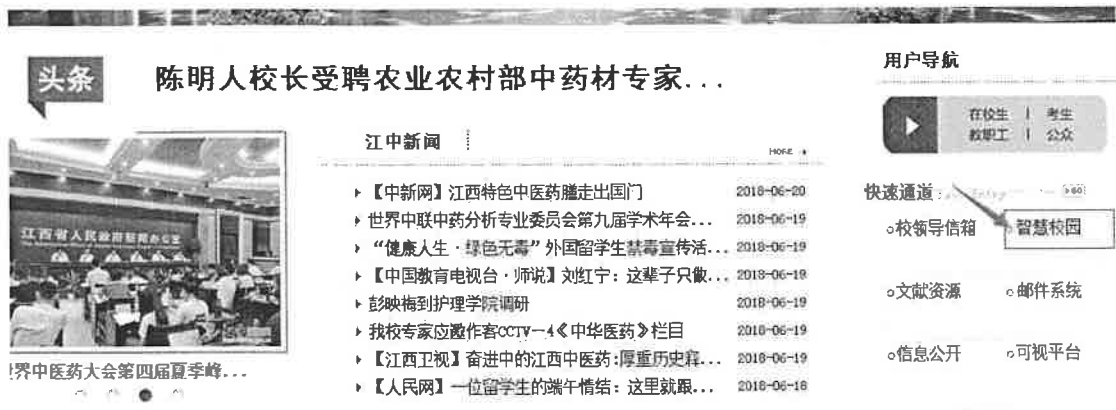 头条
陈明人校长受聘农业农村部中药材专家...
江西省人民政府新闻办公室
世界中医药大会第四届夏季峰...
江中新闻
MORE
【中新网】江西特色中医药膳走出国门 2018-06-20
世界中联中药分析专业委员会第九届学术年会... 2018-06-19
“健康人生·绿色无毒”外国留学生禁毒宣传活... 2018-06-19
【中国教育电视台·师说】刘红宁：这辈子只做... 2018-06-19
彭映梅到护理学院调研 2018-06-19
我校专家应邀作客CCTV-4《中华医药》栏目 2018-06-19
【江西卫视】奋进中的江西中医药:厚重历史释... 2018-06-19
【人民网】一位留学生的端午情结：这里就跟... 2018-06-18
用户导航
在校生 | 考生
教职工 | 公众
快速通道
GO
校领导信箱 智慧校园
文献资源 邮件系统
信息公开 可视平台